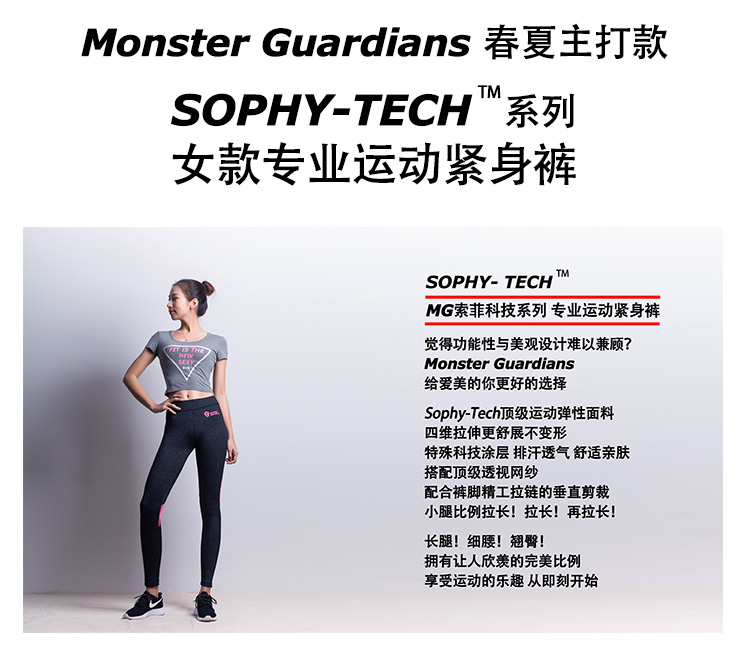 Monster Guardians 春夏主打款
SOPHY-TECH™系列
女款专业运动紧身裤
SOPHY- TECH™
MG索菲科技系列 专业运动紧身裤
觉得功能性与美观设计难以兼顾?
Monster Guardians
给爱美的你更好的选择
Sophy-Tech顶级运动弹性面料
四维拉伸更舒展不变形
特殊科技涂层 排汗透气 舒适亲肤
搭配顶级透视网纱
配合裤脚精工拉链的垂直剪裁
小腿比例拉长！拉长！再拉长！
长腿！细腰！翘臀！
拥有让人欣羡的完美比例
享受运动的乐趣 从即刻开始
FIT IS THE
NEW
SEXY